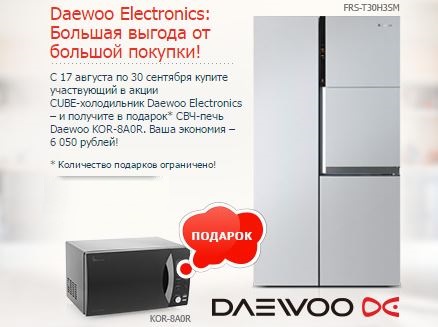 Daewoo Electronics:
Большая выгода от
большой покупки!
FRS-T30H3SM
С 17 августа по 30 сентября купите
участвующий в акции
CUBE-холодильник Daewoo Electronics
– и получите в подарок* СВЧ-печь
Daewoo KOR-8A0R. Ваша экономия –
6 050 рублей!
* Количество подарков ограничено!
ПОДАРОК
KOR-8A0R
DAEWOO